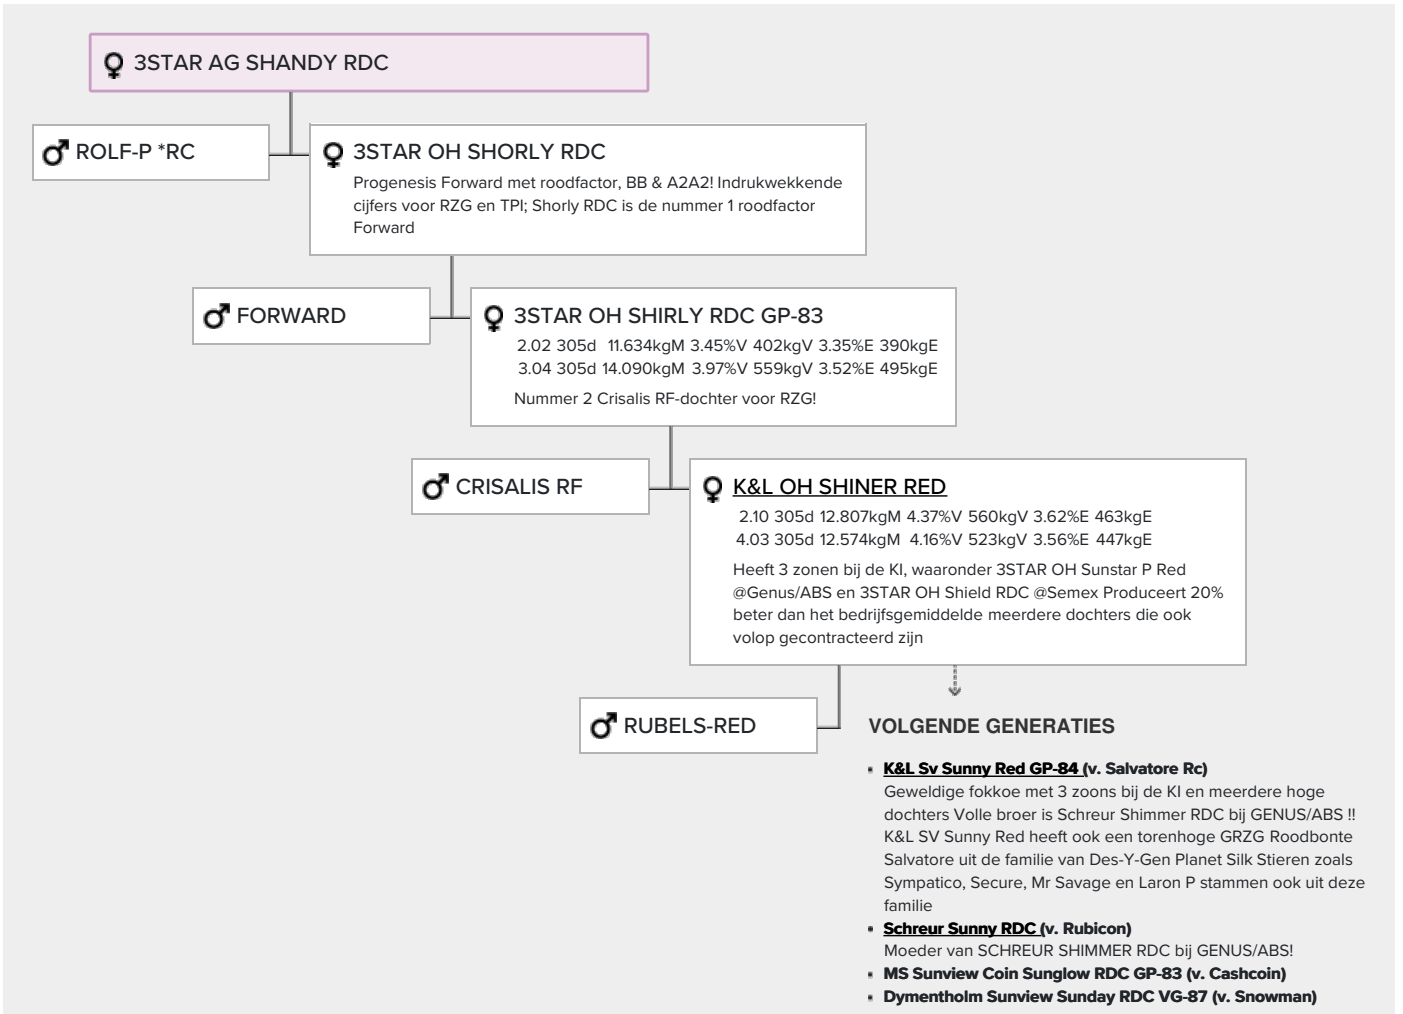 3STAR AG SHANDY RDC
ROLF-P *RC
3STAR OH SHORLY RDC
Progenesis Forward met roodfactor, BB & A2A2! Indrukwekkende
cijfers voor RZG en TPI; Shorly RDC is de nummer 1 roodfactor
Forward
FORWARD
3STAR OH SHIRLY RDC GP-83
2.02 305d 11.634kgM 3.45%V 402kgV 3.35%E 390kgE
3.04 305d 14.090kgM 3.97%V 559kgV 3.52%E 495kgE
Nummer 2 Crisalis RF-dochter voor RZG!
CRISALIS RF
K&L OH SHINER RED
2.10 305d 12.807kgM 4.37%V 560kgV 3.62%E 463kgE
4.03 305d 12.574kgM 4.16%V 523kgV 3.56%E 447kgE
Heeft 3 zonen bij de KI, waaronder 3STAR OH Sunstar P Red
@Genus/ABS en 3STAR OH Shield RDC @Semex Produceert 20%
beter dan het bedrijfsgemiddelde meerdere dochters die ook
volop gecontracteerd zijn
RUBELS-RED
VOLGENDE GENERATIES
K&L Sv Sunny Red GP-84 (v. Salvatore Rc)
Geweldige fokkoe met 3 zoons bij de KI en meerdere hoge
dochters Volle broer is Schreur Shimmer RDC bij GENUS/ABS !!
K&L SV Sunny Red heeft ook een torenhoge GRZG Roodbonte
Salvatore uit de familie van Des-Y-Gen Planet Silk Stieren zoals
Sympatico, Secure, Mr Savage en Laron P stammen ook uit deze
familie
Schreur Sunny RDC (v. Rubicon)
Moeder van SCHREUR SHIMMER RDC bij GENUS/ABS!
MS Sunview Coin Sunglow RDC GP-83 (v. Cashcoin)
Dymentholm Sunview Sunday RDC VG-87 (v. Snowman)